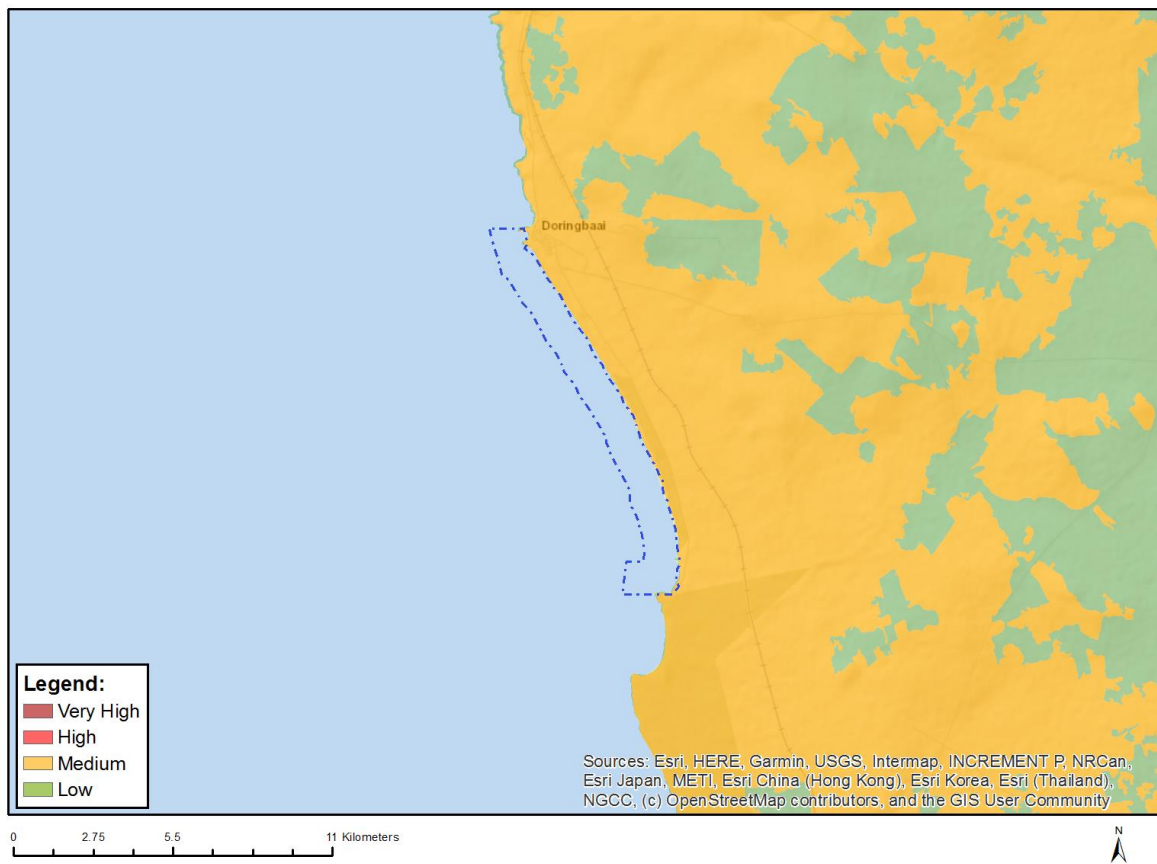 Doringbaai
Legend:
Very High
High
Medium
Low
Sources: Esri, HERE, Garmin, USGS, Intermap, INCREMENT P, NRCan,
Esri Japan, METI, Esri China (Hong Kong), Esri Korea, Esri (Thailand),
NGCC, (c) OpenStreetMap contributors, and the GIS User Community
0 2.75 5.5 11 Kilometers
N